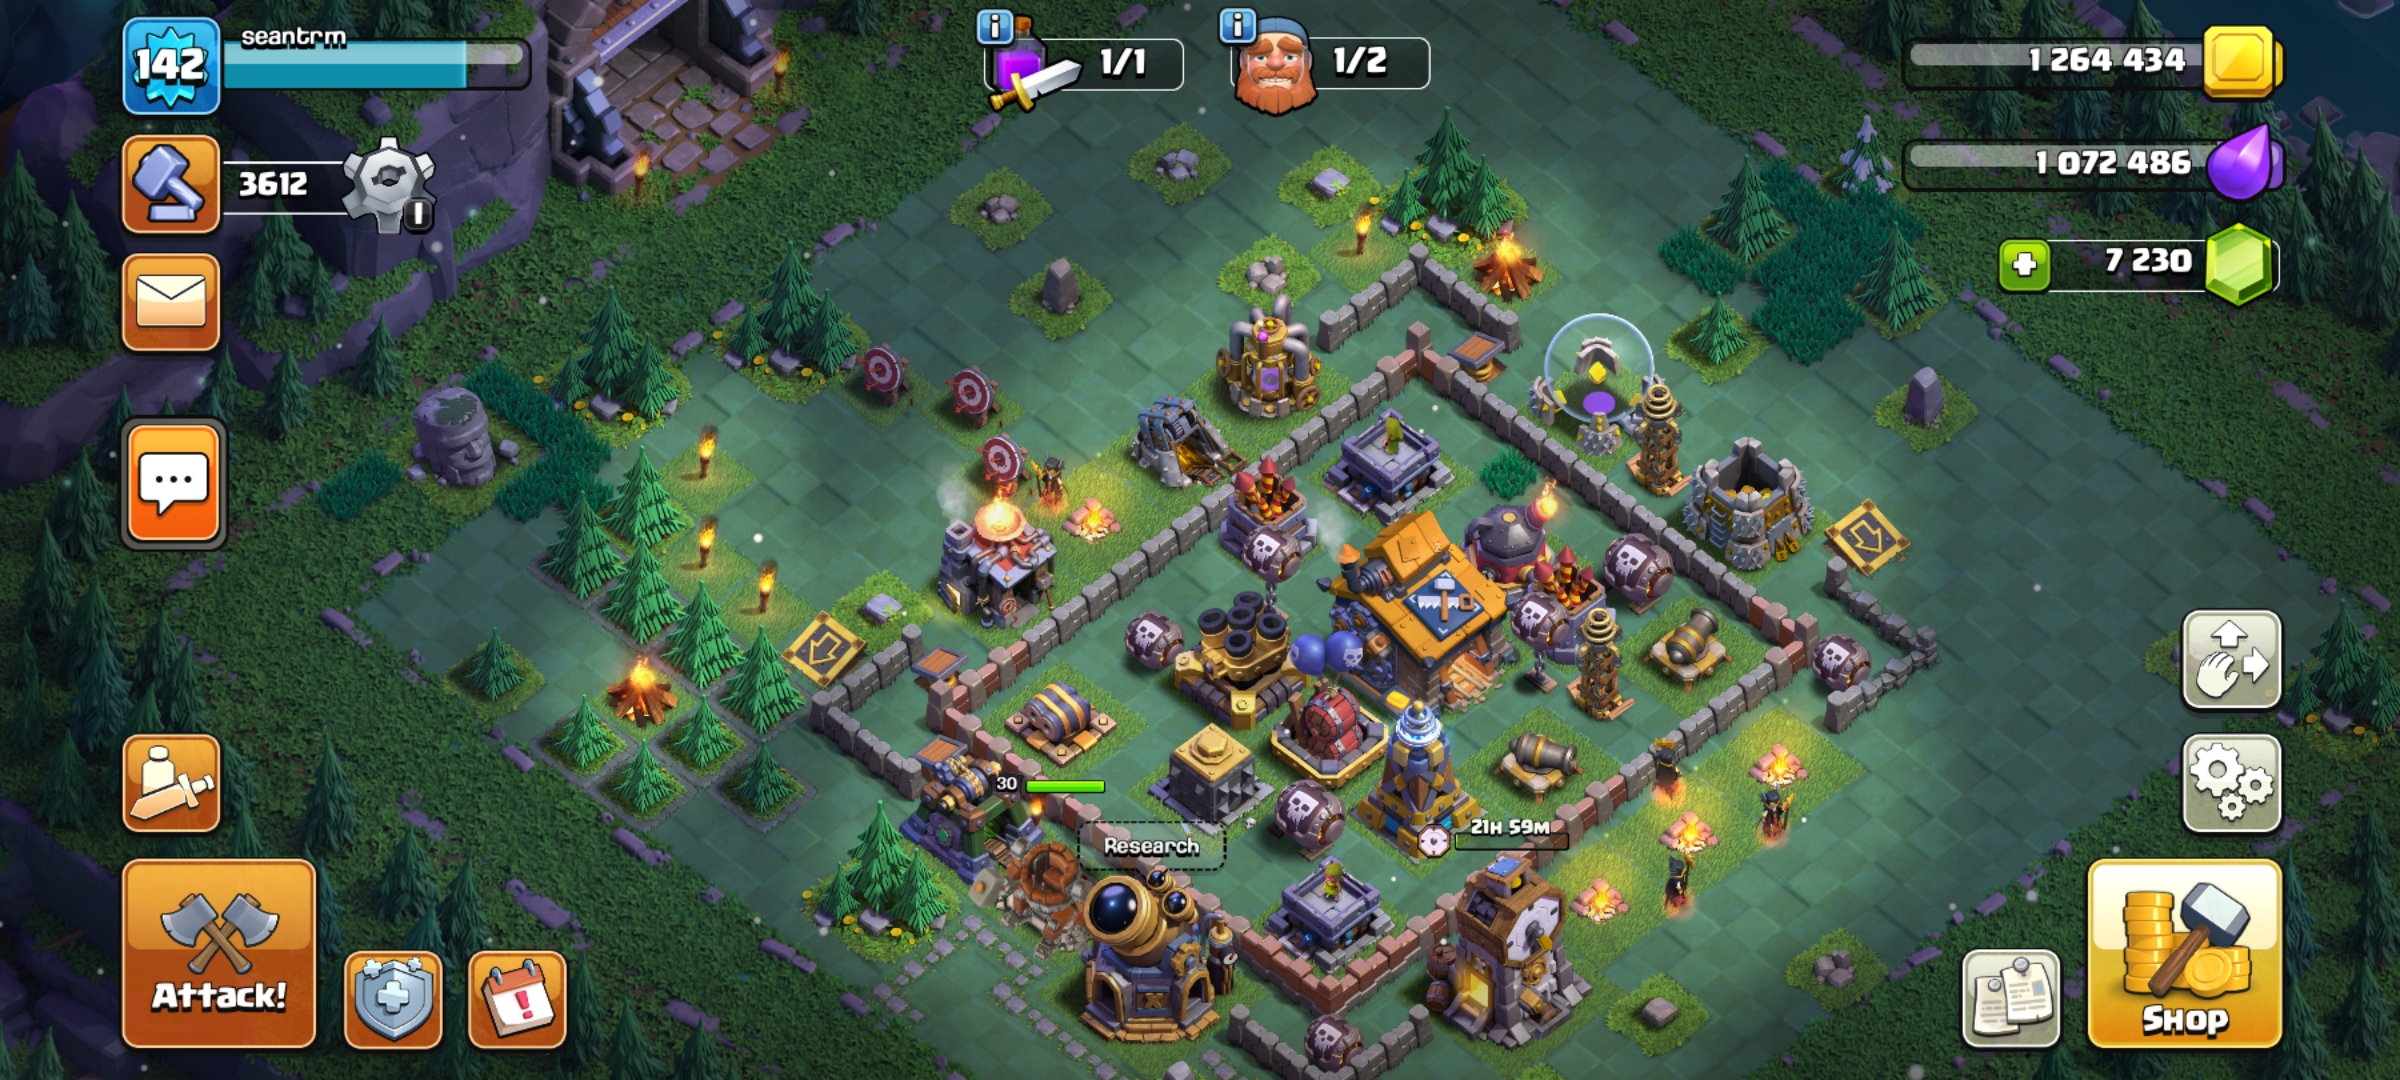 142
seantrm
1/1
1/2
1 264 434
3612
I
1 072 486
7 230
30
21H 59M
Research
Attack!
Shop